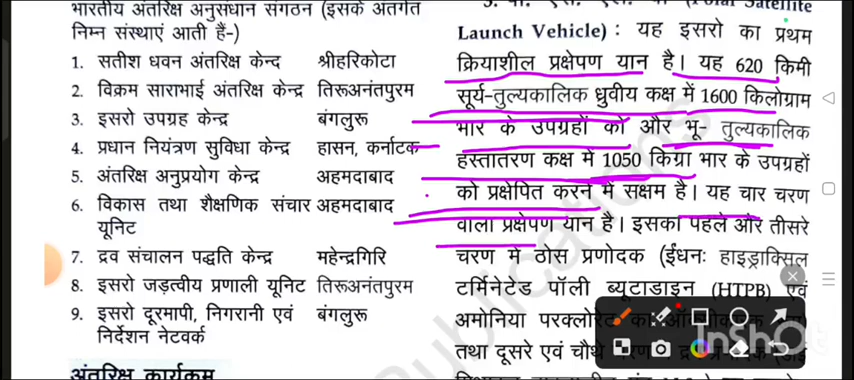 भारतीय अंतरिक्ष अनुसंधान संगठन (इसके अंतर्गत
निम्न संस्थाएं आती हैं-)
1. सतीश धवन अंतरिक्ष केन्द श्रीहरिकोटा
2. विक्रम साराभाई अंतरिक्ष केन्द्र तिरूअनंतपुरम
3. इसरो उपग्रह केन्द्र बंगलुरू
4. प्रधान नियंत्रण सुविधा केन्द्र हासन, कर्नाटक
5. अंतरिक्ष अनुप्रयोग केन्द्र अहमदाबाद
6. विकास तथा शैक्षणिक संचार अहमदाबाद
यूनिट
7. द्रव संचालन पद्धति केन्द्र महेन्द्रगिरि
8. इसरो जड़त्वीय प्रणाली यूनिट तिरूअनंतपुरम
9. इसरो दूरमापी, निगरानी एवं बंगलुरू
निर्देशन नेटवर्क
अंतरिक्ष कार्यक्रम
(Polar Satellite
Launch Vehicle) : यह इसरो का प्रथम
क्रियाशील प्रक्षेपण यान है। यह 620 किमी
सूर्य-तुल्यकालिक ध्रुवीय कक्ष में 1600 किलोग्राम
भार के उपग्रहों को और भू- तुल्यकालिक
हस्तातरण कक्ष में 1050 किग्रा भार के उपग्रहों
को प्रक्षेपित करने में सक्षम है। यह चार चरण
वाला प्रक्षेपण यान है। इसका पहले और तीसरे
चरण में ठोस प्रणोदक (ईंधनः हाइड्राक्सिल
टर्मिनेटेड पॉली ब्यूटाडाइन (HTPB) एवं
अमोनिया परक्लोरेट का
तथा दूसरे एवं चौथे
Publications
InShOt